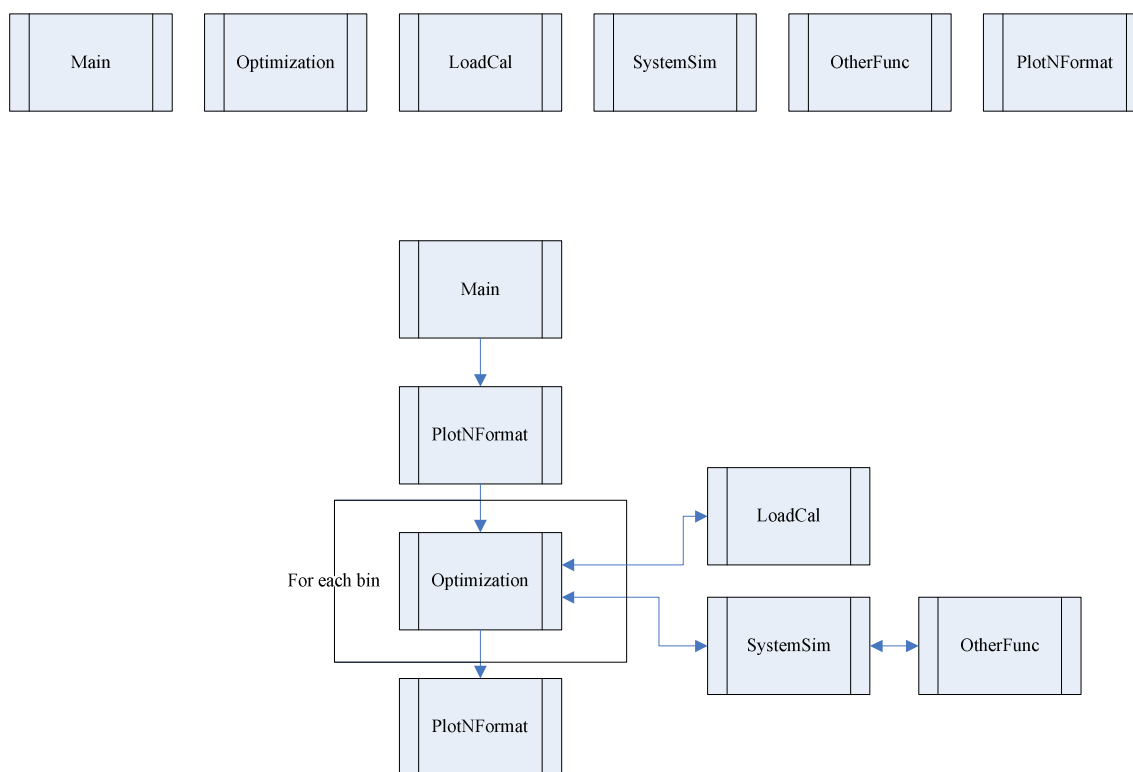 Main
Optimization
LoadCal
SystemSim
OtherFunc
PlotNFormat
Main
PlotNFormat
LoadCal
For each bin
Optimization
SystemSim
OtherFunc
PlotNFormat